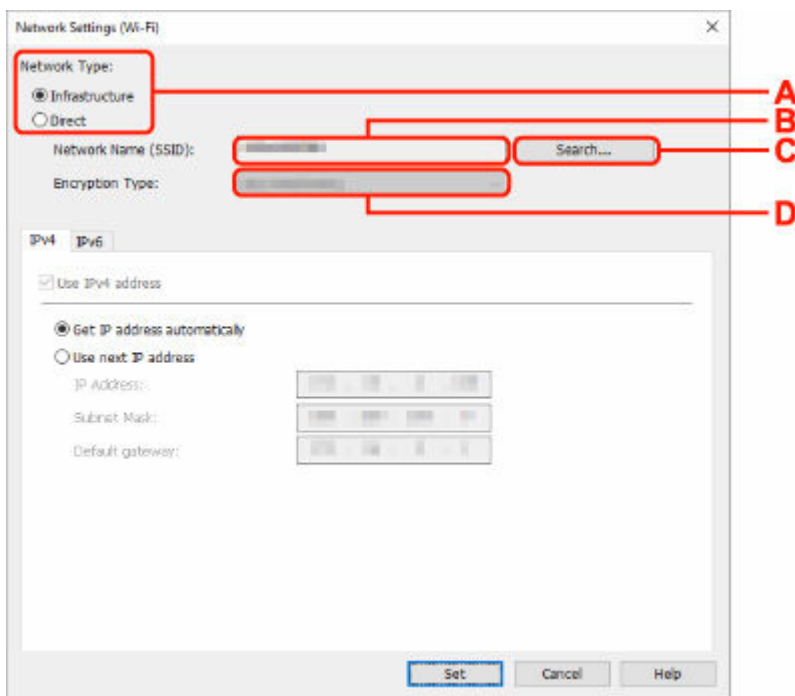 Network Settings (Wi-Fi)
Network Type:
Infrastructure
Direct
A
B
Network Name (SSID):
Search...
C
Encryption Type:
D
IPv4 IPv6
Use IPv4 address
Get IP address automatically
Use next IP address
IP Address:
Subnet Mask:
Default gateway:
Set Cancel Help